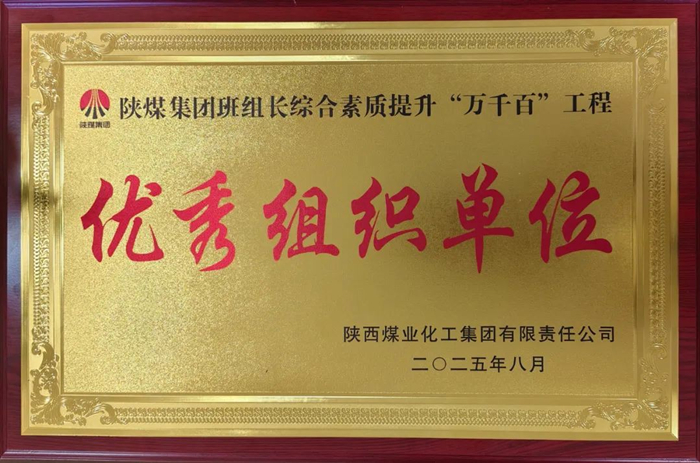 陕煤集团
陕煤集团班组长综合素质提升“万千百”工程
优秀组织单位
陕西煤业化工集团有限责任公司
二〇二五年八月